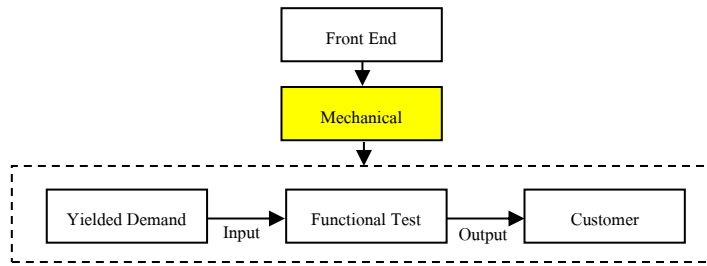 Front End
Mechanical
Yielded Demand
Input
Functional Test
Output
Customer